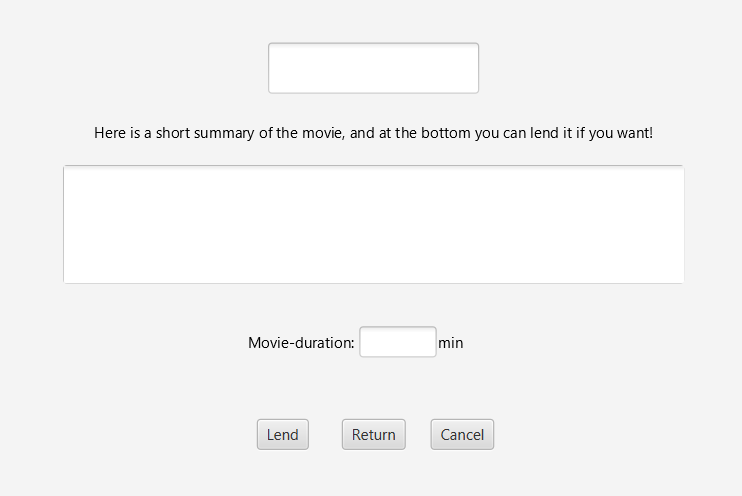 Here is a short summary of the movie, and at the bottom you can lend it if you want!
Movie-duration: min
Lend Return Cancel